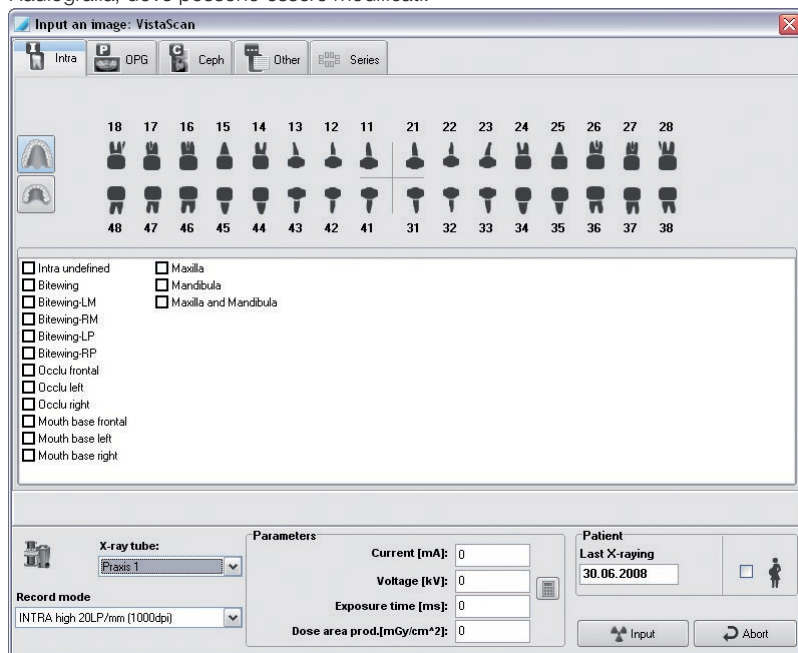 Radiografia, dove possono essere modificati.
Input an image: VistaScan
Intra OPG Ceph Other Series
18 17 16 15 14 13 12 11 21 22 23 24 25 26 27 28
48 47 46 45 44 43 42 41 31 32 33 34 35 36 37 38
Intra undefined
Bitewing
Bitewing-LM
Bitewing-RM
Bitewing-LP
Bitewing-RP
Occlu frontal
Occlu left
Occlu right
Mouth base frontal
Mouth base left
Mouth base right
Maxilla
Mandibula
Maxilla and Mandibula
X-ray tube:
Praxis 1
Record mode
INTRA high 20LP/mm (1000dpi)
Parameters
Current [mA]: 0
Voltage [kV]: 0
Exposure time [ms]: 0
Dose area prod.[mGy/cm^2]: 0
Patient
Last X-raying
30.06.2008
Input
Abort